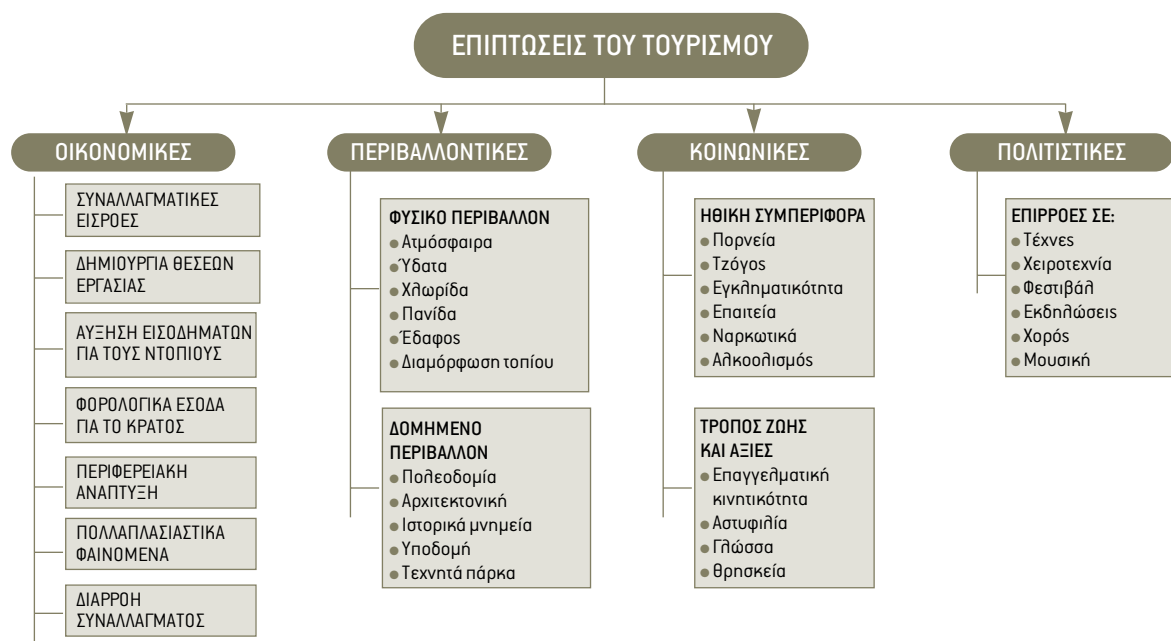 ΕΠΙΠΤΩΣΕΙΣ ΤΟΥ ΤΟΥΡΙΣΜΟΥ
ΟΙΚΟΝΟΜΙΚΕΣ
ΣΥΝΑΛΛΑΓΜΑΤΙΚΕΣ
ΕΙΣΡΟΕΣ
ΔΗΜΙΟΥΡΓΙΑ ΘΕΣΕΩΝ
ΕΡΓΑΣΙΑΣ
ΑΥΞΗΣΗ ΕΙΣΟΔΗΜΑΤΩΝ
ΓΙΑ ΤΟΥΣ ΝΤΟΠΙΟΥΣ
ΦΟΡΟΛΟΓΙΚΑ ΕΣΟΔΑ
ΓΙΑ ΤΟ ΚΡΑΤΟΣ
ΠΕΡΙΦΕΡΕΙΑΚΗ
ΑΝΑΠΤΥΞΗ
ΠΟΛΛΑΠΛΑΣΙΑΣΤΙΚΑ
ΦΑΙΝΟΜΕΝΑ
ΔΙΑΡΡΟΗ
ΣΥΝΑΛΛΑΓΜΑΤΟΣ
ΠΕΡΙΒΑΛΛΟΝΤΙΚΕΣ
ΦΥΣΙΚΟ ΠΕΡΙΒΑΛΛΟΝ
● Ατμόσφαιρα
● Ύδατα
● Χλωρίδα
● Πανίδα
● Έδαφος
● Διαμόρφωση τοπίου
ΔΟΜΗΜΕΝΟ
ΠΕΡΙΒΑΛΛΟΝ
● Πολεοδομία
● Αρχιτεκτονική
● Ιστορικά μνημεία
● Υποδομή
● Τεχνητά πάρκα
ΚΟΙΝΩΝΙΚΕΣ
ΗΘΙΚΗ ΣΥΜΠΕΡΙΦΟΡΑ
● Πορνεία
● Τζόγος
● Εγκληματικότητα
● Επαιτεία
● Ναρκωτικά
● Αλκοολισμός
ΤΡΟΠΟΣ ΖΩΗΣ
ΚΑΙ ΑΞΙΕΣ
● Επαγγελματική
κινητικότητα
● Αστυφιλία
● Γλώσσα
● Θρησκεία
ΠΟΛΙΤΙΣΤΙΚΕΣ
ΕΠΙΡΡΟΕΣ ΣΕ:
● Τέχνες
● Χειροτεχνία
● Φεστιβάλ
● Εκδηλώσεις
● Χορός
● Μουσική